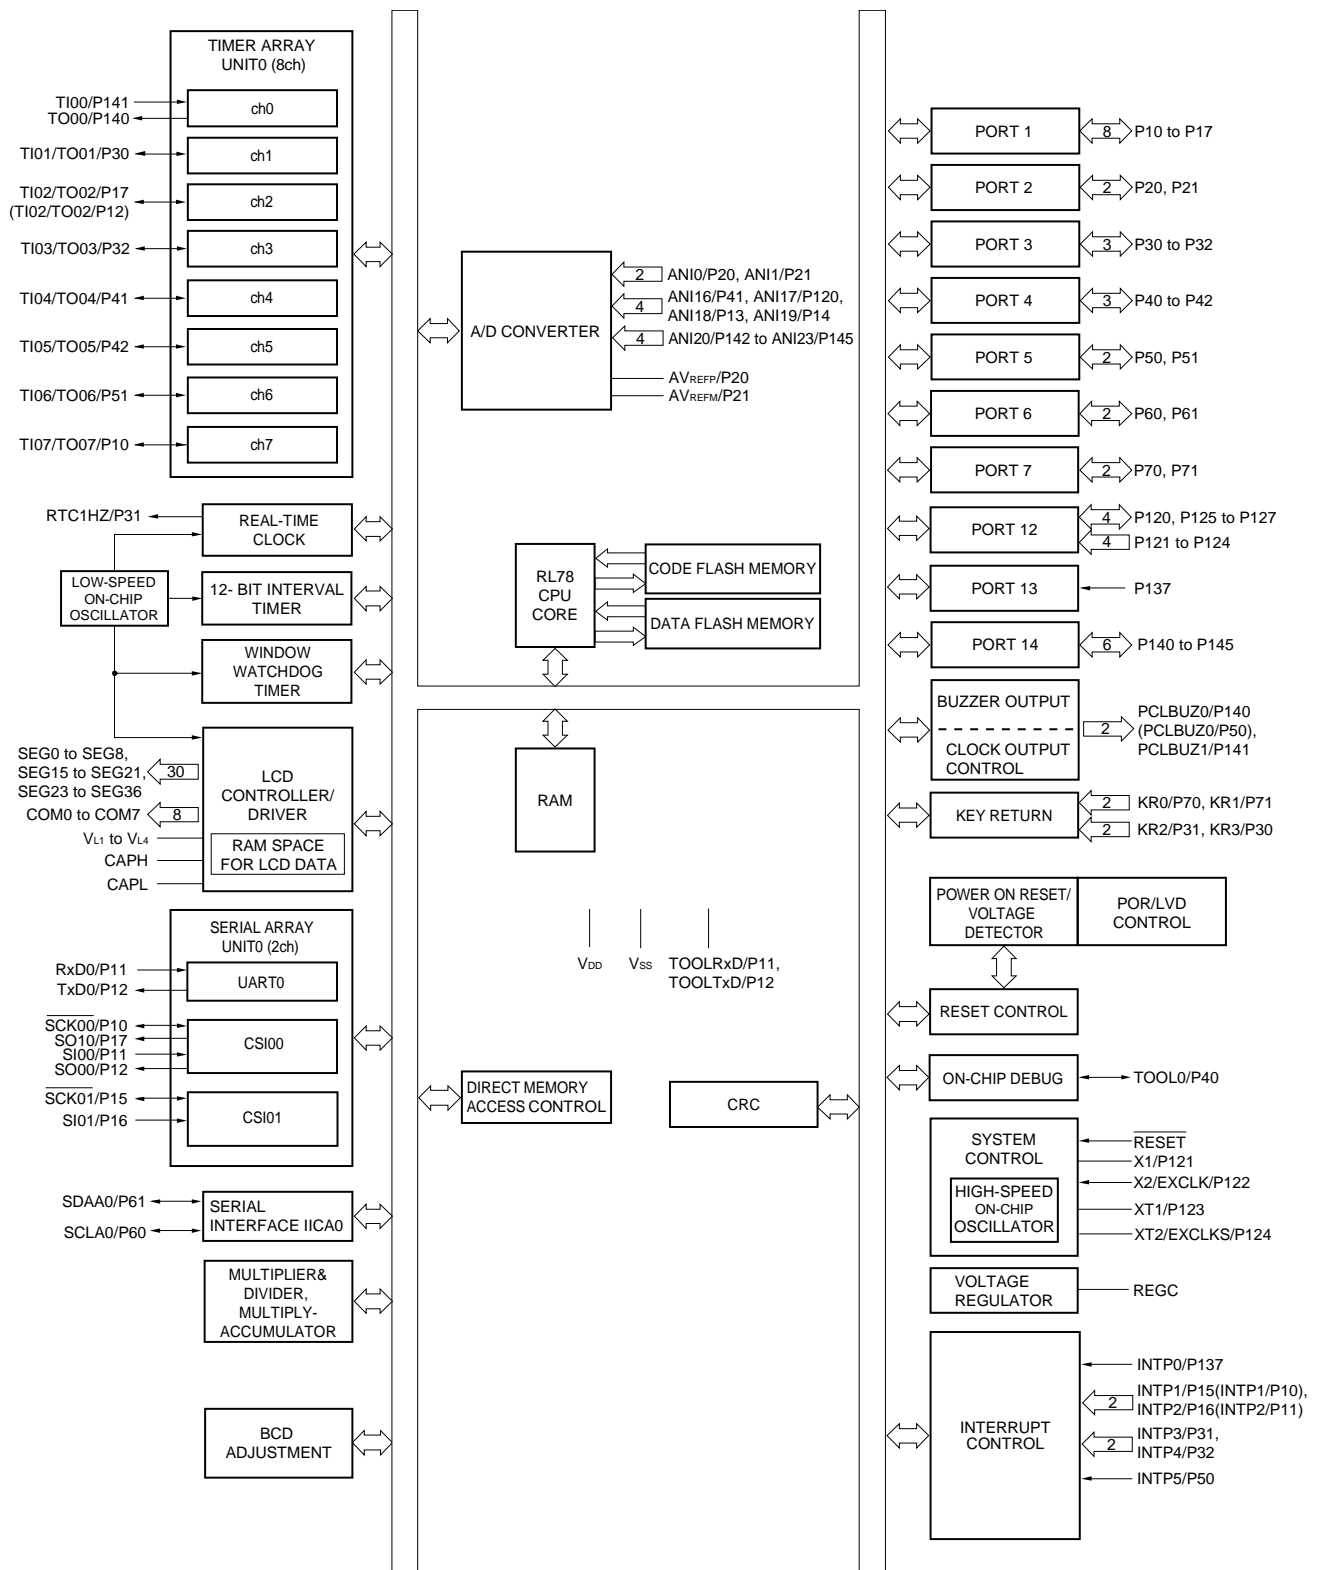 TIMER ARRAY
UNIT0 (8ch)
TI00/P141
TO00/P140
ch0
TI01/TO01/P30
ch1
TI02/TO02/P17
(TI02/TO02/P12)
ch2
TI03/TO03/P32
ch3
TI04/TO04/P41
ch4
TI05/TO05/P42
ch5
TI06/TO06/P51
ch6
TI07/TO07/P10
ch7
RTC1HZ/P31
REAL-TIME
CLOCK
LOW-SPEED
ON-CHIP
OSCILLATOR
12- BIT INTERVAL
TIMER
WINDOW
WATCHDOG
TIMER
SEG0 to SEG8,
SEG15 to SEG21,
SEG23 to SEG36
30
COM0 to COM7
8
VL1 to VL4
CAPH
CAPL
LCD
CONTROLLER/
DRIVER
RAM SPACE
FOR LCD DATA
SERIAL ARRAY
UNIT0 (2ch)
RxD0/P11
TxD0/P12
UART0
SCK00/P10
SO10/P17
SI00/P11
SO00/P12
CSI00
SCK01/P15
SI01/P16
CSI01
SDAA0/P61
SCLA0/P60
SERIAL
INTERFACE IICA0
MULTIPLIER&
DIVIDER,
MULTIPLY-
ACCUMULATOR
BCD
ADJUSTMENT
A/D CONVERTER
2
ANI0/P20, ANI1/P21
4
ANI16/P41, ANI17/P120,
ANI18/P13, ANI19/P14
4
ANI20/P142 to ANI23/P145
AVREFP/P20
AVREFM/P21
RL78
CPU
CORE
CODE FLASH MEMORY
DATA FLASH MEMORY
RAM
VDD
VSS
TOOLRxD/P11,
TOOLTxD/P12
DIRECT MEMORY
ACCESS CONTROL
CRC
PORT 1
8
P10 to P17
PORT 2
2
P20, P21
PORT 3
3
P30 to P32
PORT 4
3
P40 to P42
PORT 5
2
P50, P51
PORT 6
2
P60, P61
PORT 7
2
P70, P71
PORT 12
4
P120, P125 to P127
4
P121 to P124
PORT 13
P137
PORT 14
6
P140 to P145
BUZZER OUTPUT
CLOCK OUTPUT
CONTROL
2
PCLBUZ0/P140
(PCLBUZ0/P50),
PCLBUZ1/P141
KEY RETURN
2
KR0/P70, KR1/P71
2
KR2/P31, KR3/P30
POWER ON RESET/
VOLTAGE
DETECTOR
POR/LVD
CONTROL
RESET CONTROL
ON-CHIP DEBUG
TOOL0/P40
SYSTEM
CONTROL
HIGH-SPEED
ON-CHIP
OSCILLATOR
RESET
X1/P121
X2/EXCLK/P122
XT1/P123
XT2/EXCLKS/P124
VOLTAGE
REGULATOR
REGC
INTERRUPT
CONTROL
INTP0/P137
2
INTP1/P15(INTP1/P10),
INTP2/P16(INTP2/P11)
2
INTP3/P31,
INTP4/P32
INTP5/P50